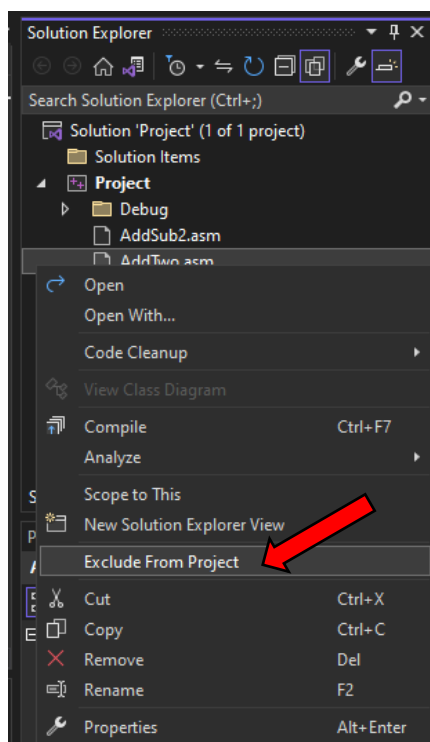 Solution Explorer
Search Solution Explorer (Ctrl+;)
Solution 'Project' (1 of 1 project)
Solution Items
Project
Debug
AddSub2.asm
AddTwo.asm
Open
Open With...
Code Cleanup
View Class Diagram
Compile Ctrl+F7
Analyze
Scope to This
New Solution Explorer View
Exclude From Project
Cut Ctrl+X
Copy Ctrl+C
Remove Del
Rename F2
Properties Alt+Enter